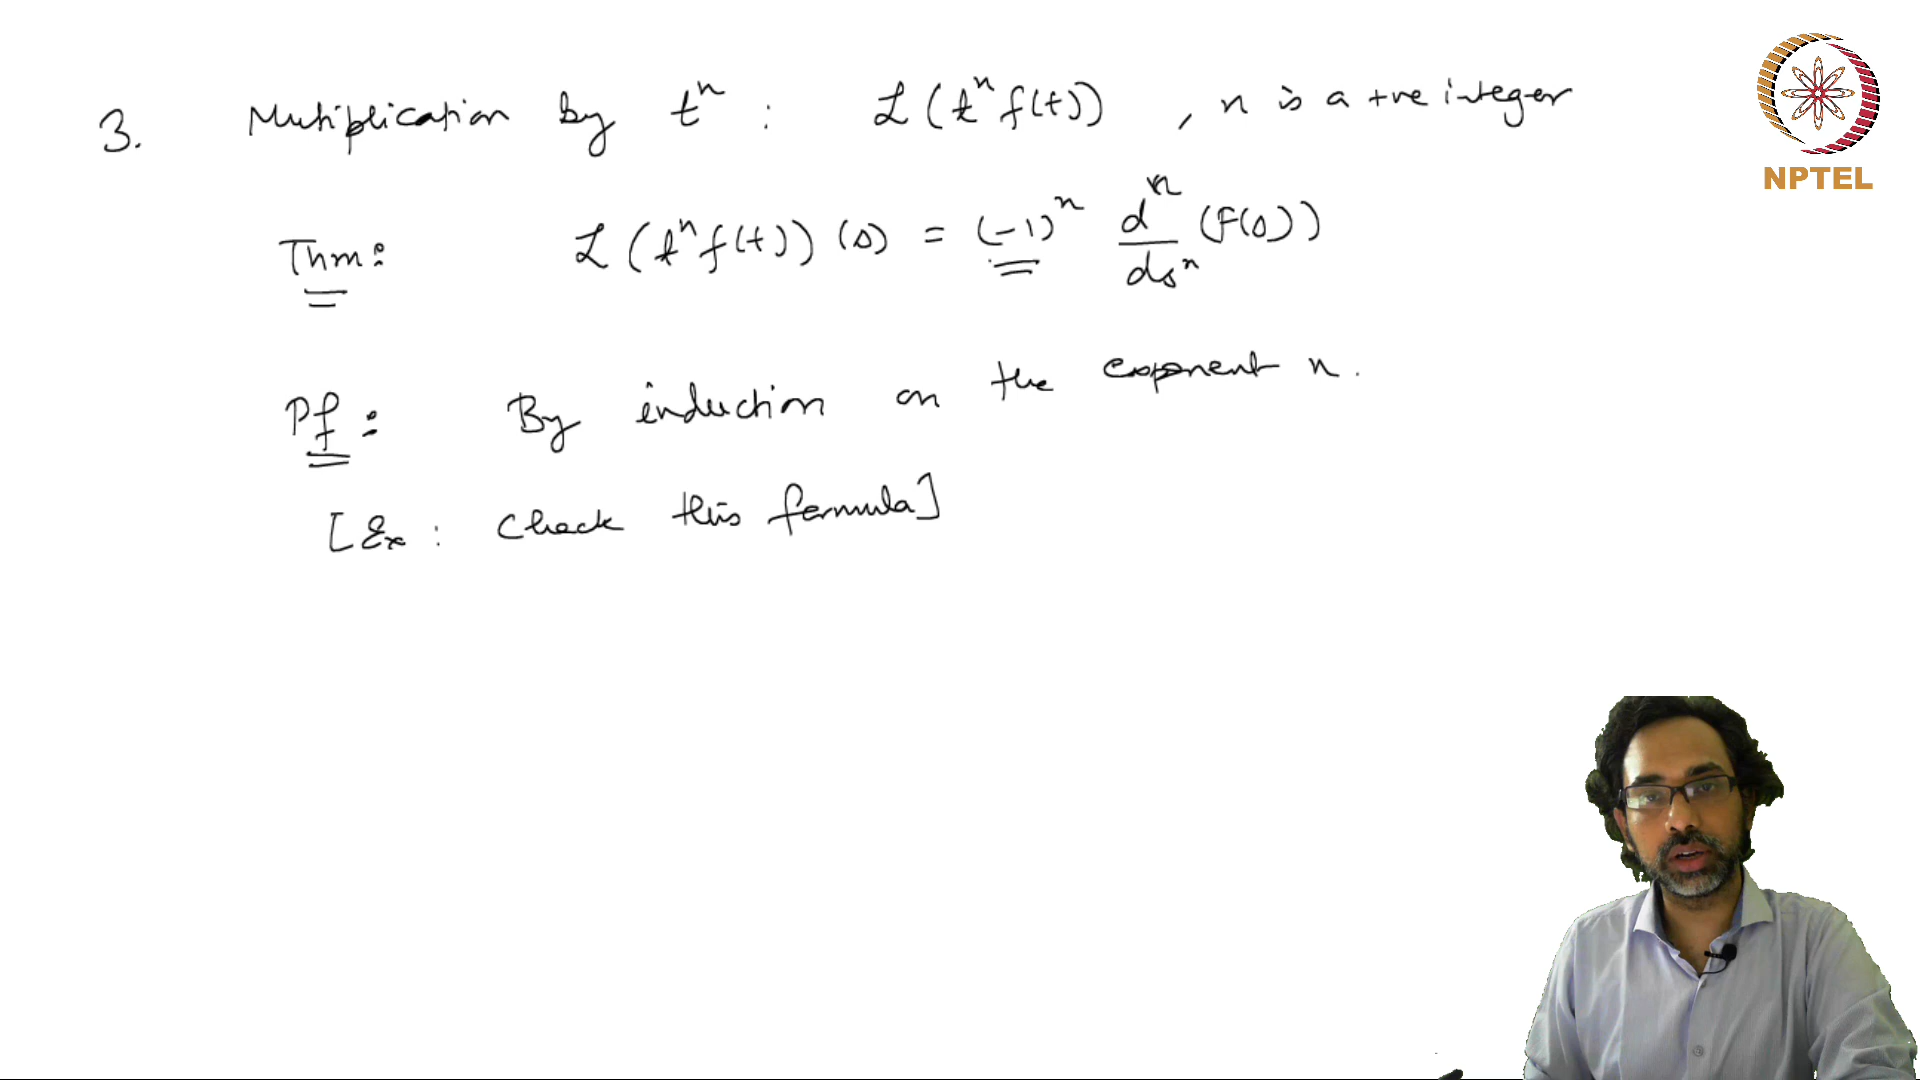 3. Mutiplication by tⁿ : ℒ(tⁿf(t)) , n is a +ve integer
NPTEL
Thm: ℒ(tⁿf(t))(s) = (-1)ⁿ dⁿ/dsⁿ (F(s))
Pf: By induction on the exponent n.
[Ex: Check this formula]